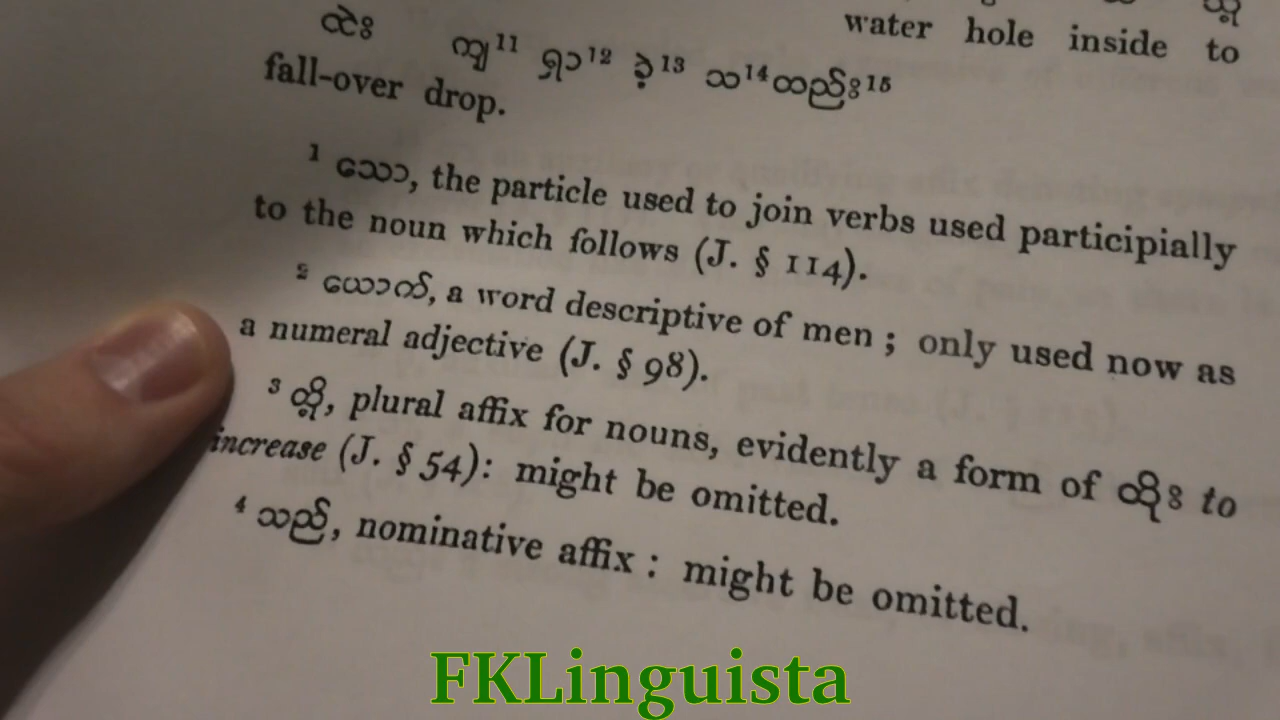 water hole inside to
ထဲး ကျ¹¹ ရှာ¹² ခဲ့¹³ သ¹⁴တည်း¹⁵
fall-over drop.
¹ သော, the particle used to join verbs used participially
to the noun which follows (J. § 114).
² ယောက်, a word descriptive of men ; only used now as
a numeral adjective (J. § 98).
³ တို့, plural affix for nouns, evidently a form of တိုး to
increase (J. § 54): might be omitted.
⁴ သည်, nominative affix : might be omitted.
FKLinguista